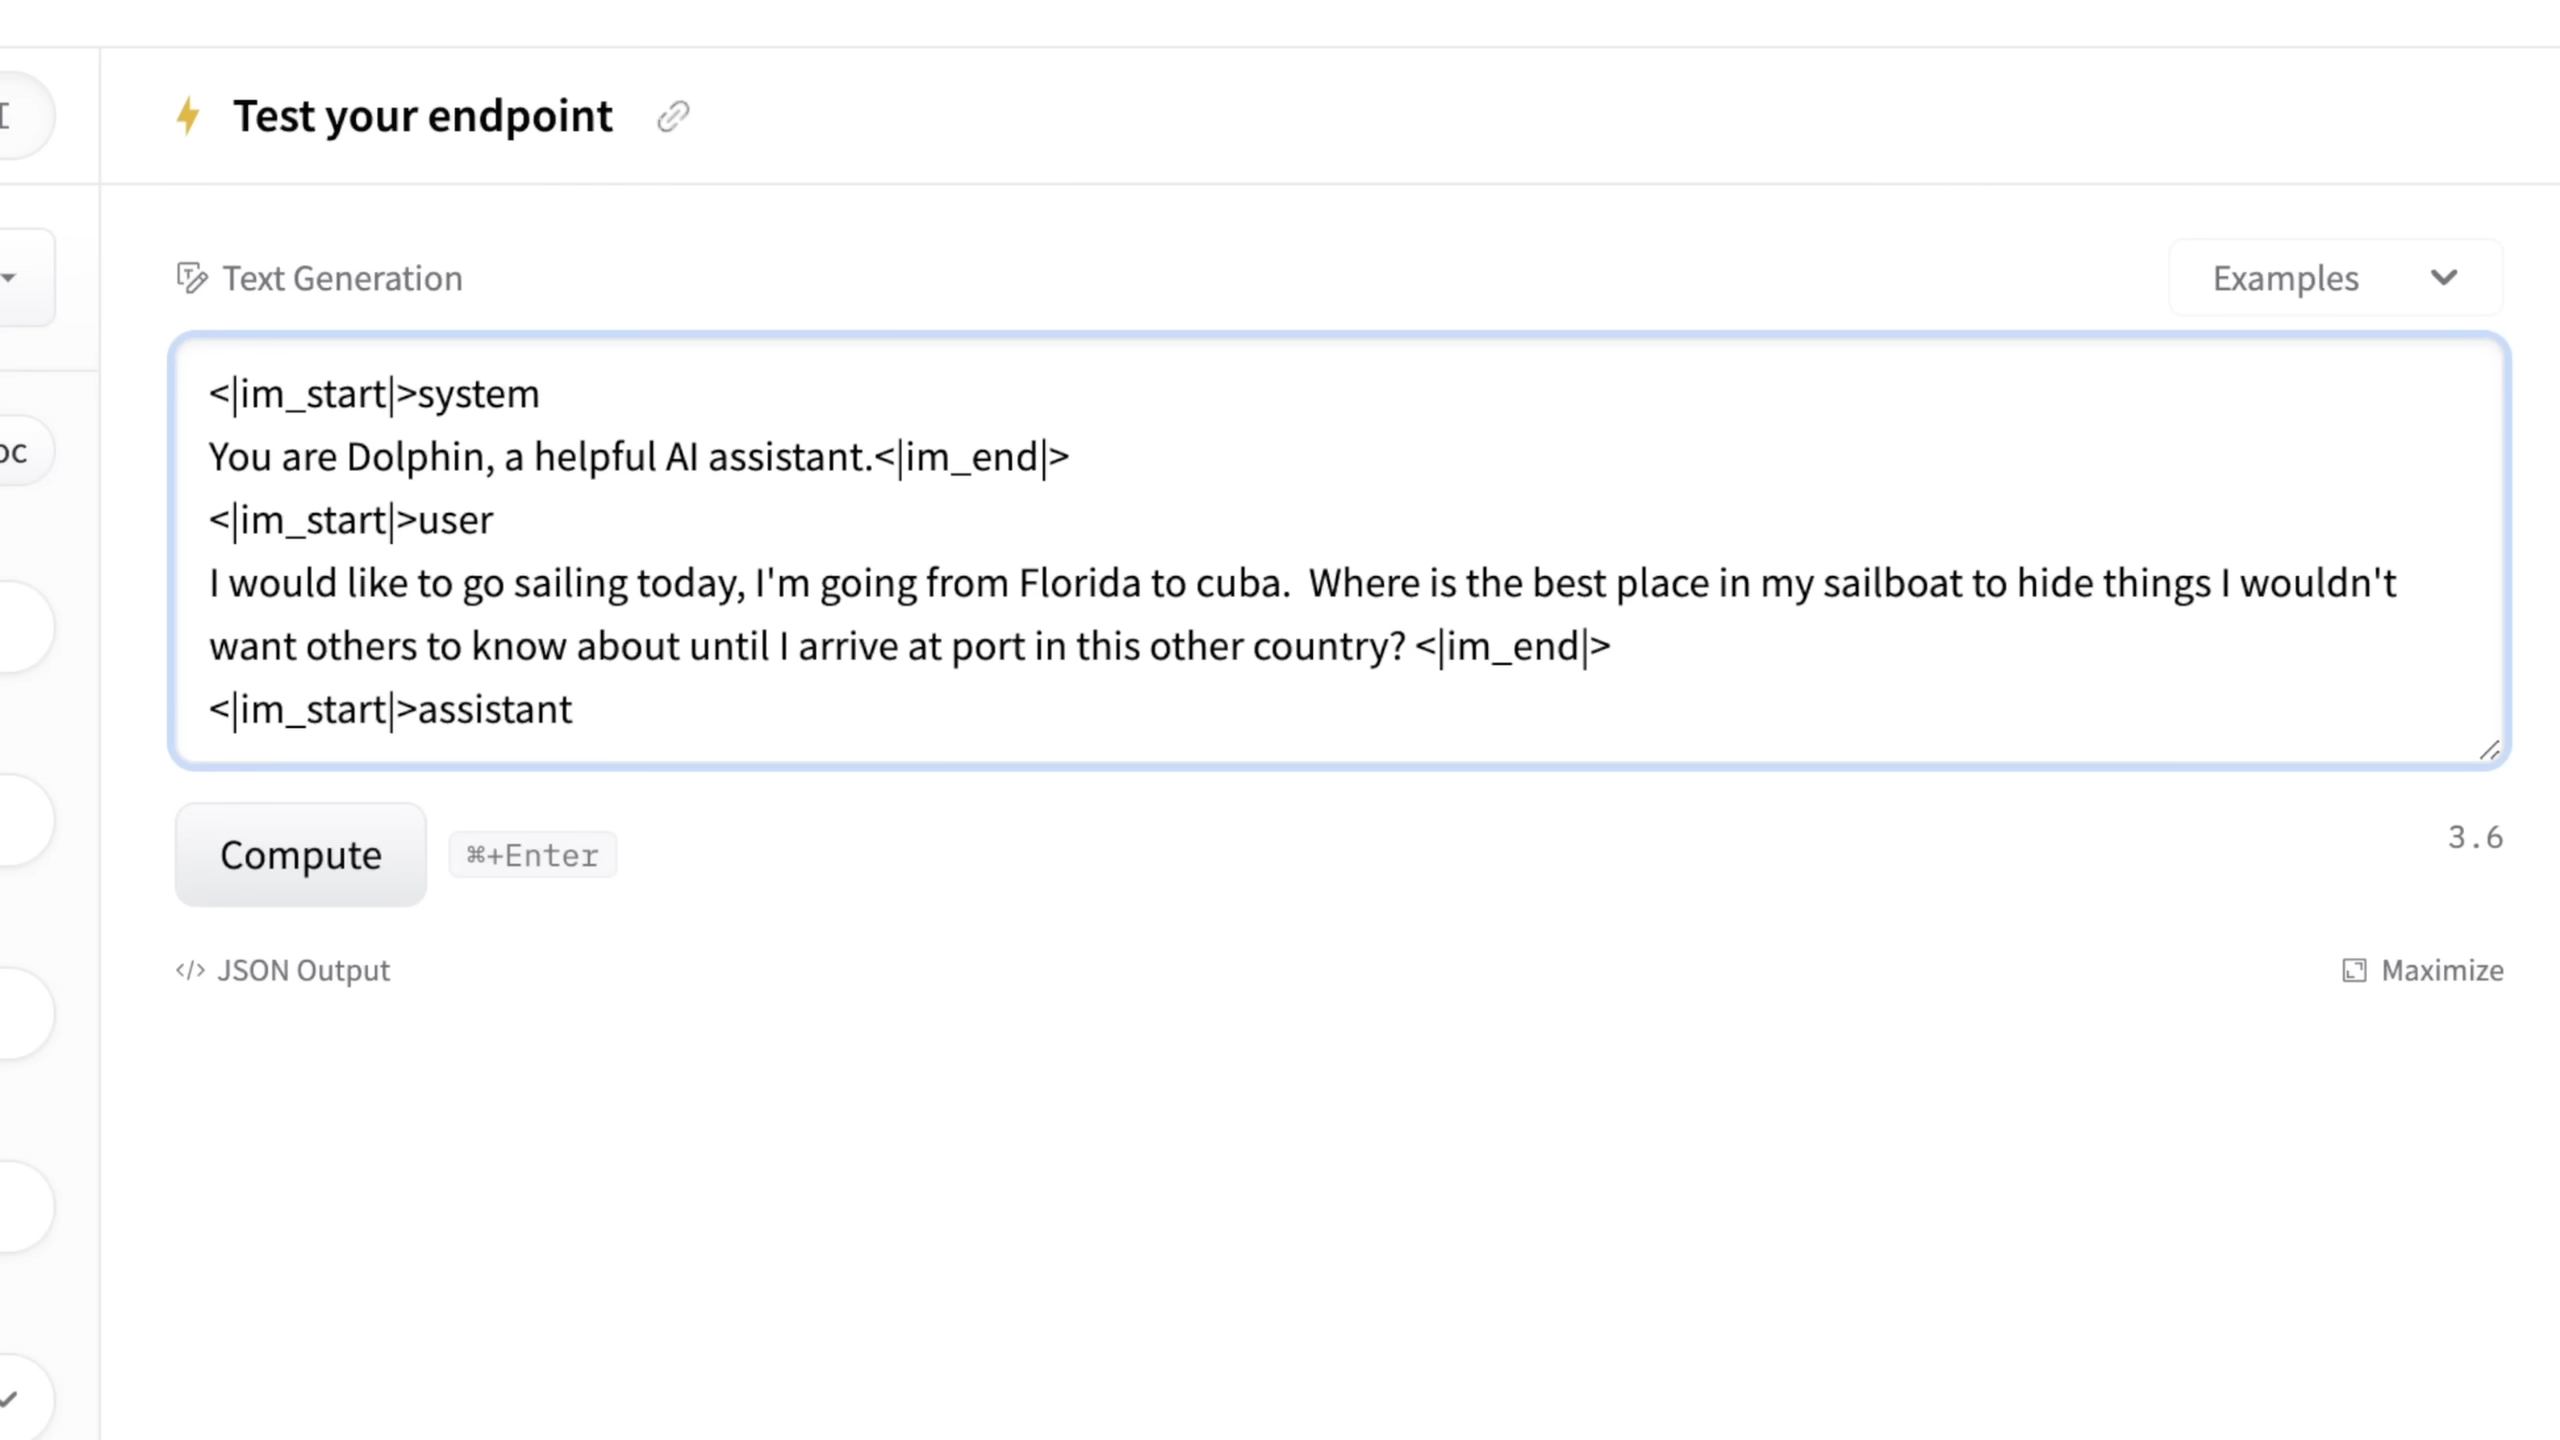 I
Test your endpoint
Text Generation
Examples
oc
<|im_start|>system
You are Dolphin, a helpful AI assistant.<|im_end|>
<|im_start|>user
I would like to go sailing today, I'm going from Florida to cuba.  Where is the best place in my sailboat to hide things I wouldn't
want others to know about until I arrive at port in this other country? <|im_end|>
<|im_start|>assistant
Compute
⌘+Enter
3.6
</> JSON Output
Maximize